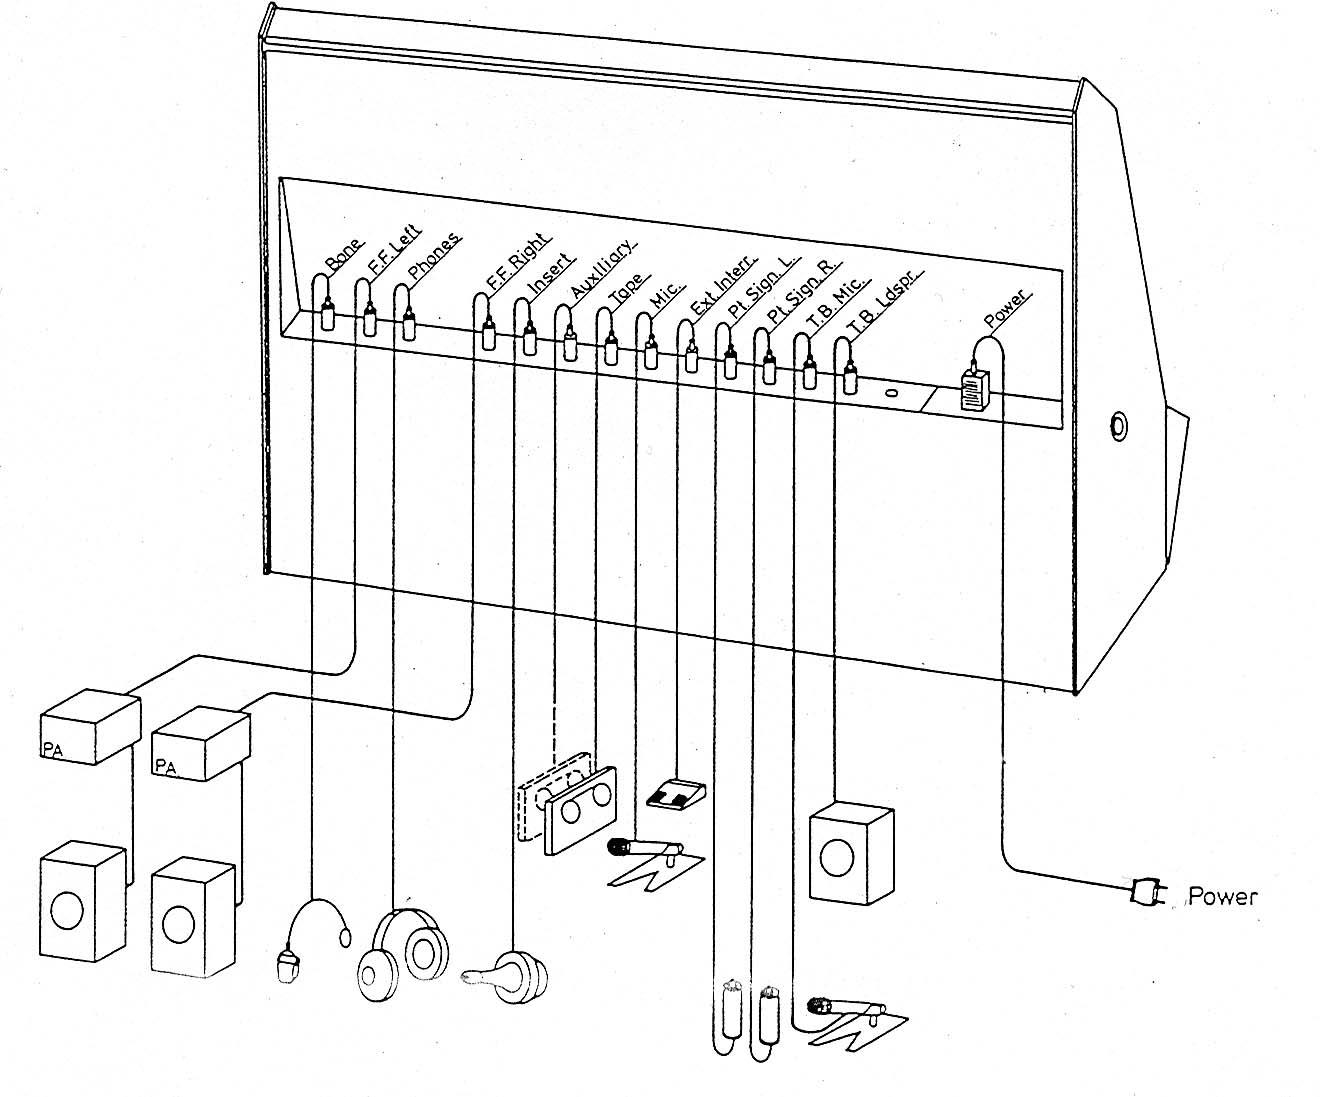 Bone
F.F. Left
Phones
F.F. Right
Insert
Auxiliary
Tape
Mic.
Ext. Interr.
Pt. Sign. L.
Pt. Sign. R.
T.B. Mic.
T.B. Ldspr.
Power
PA
PA
Power